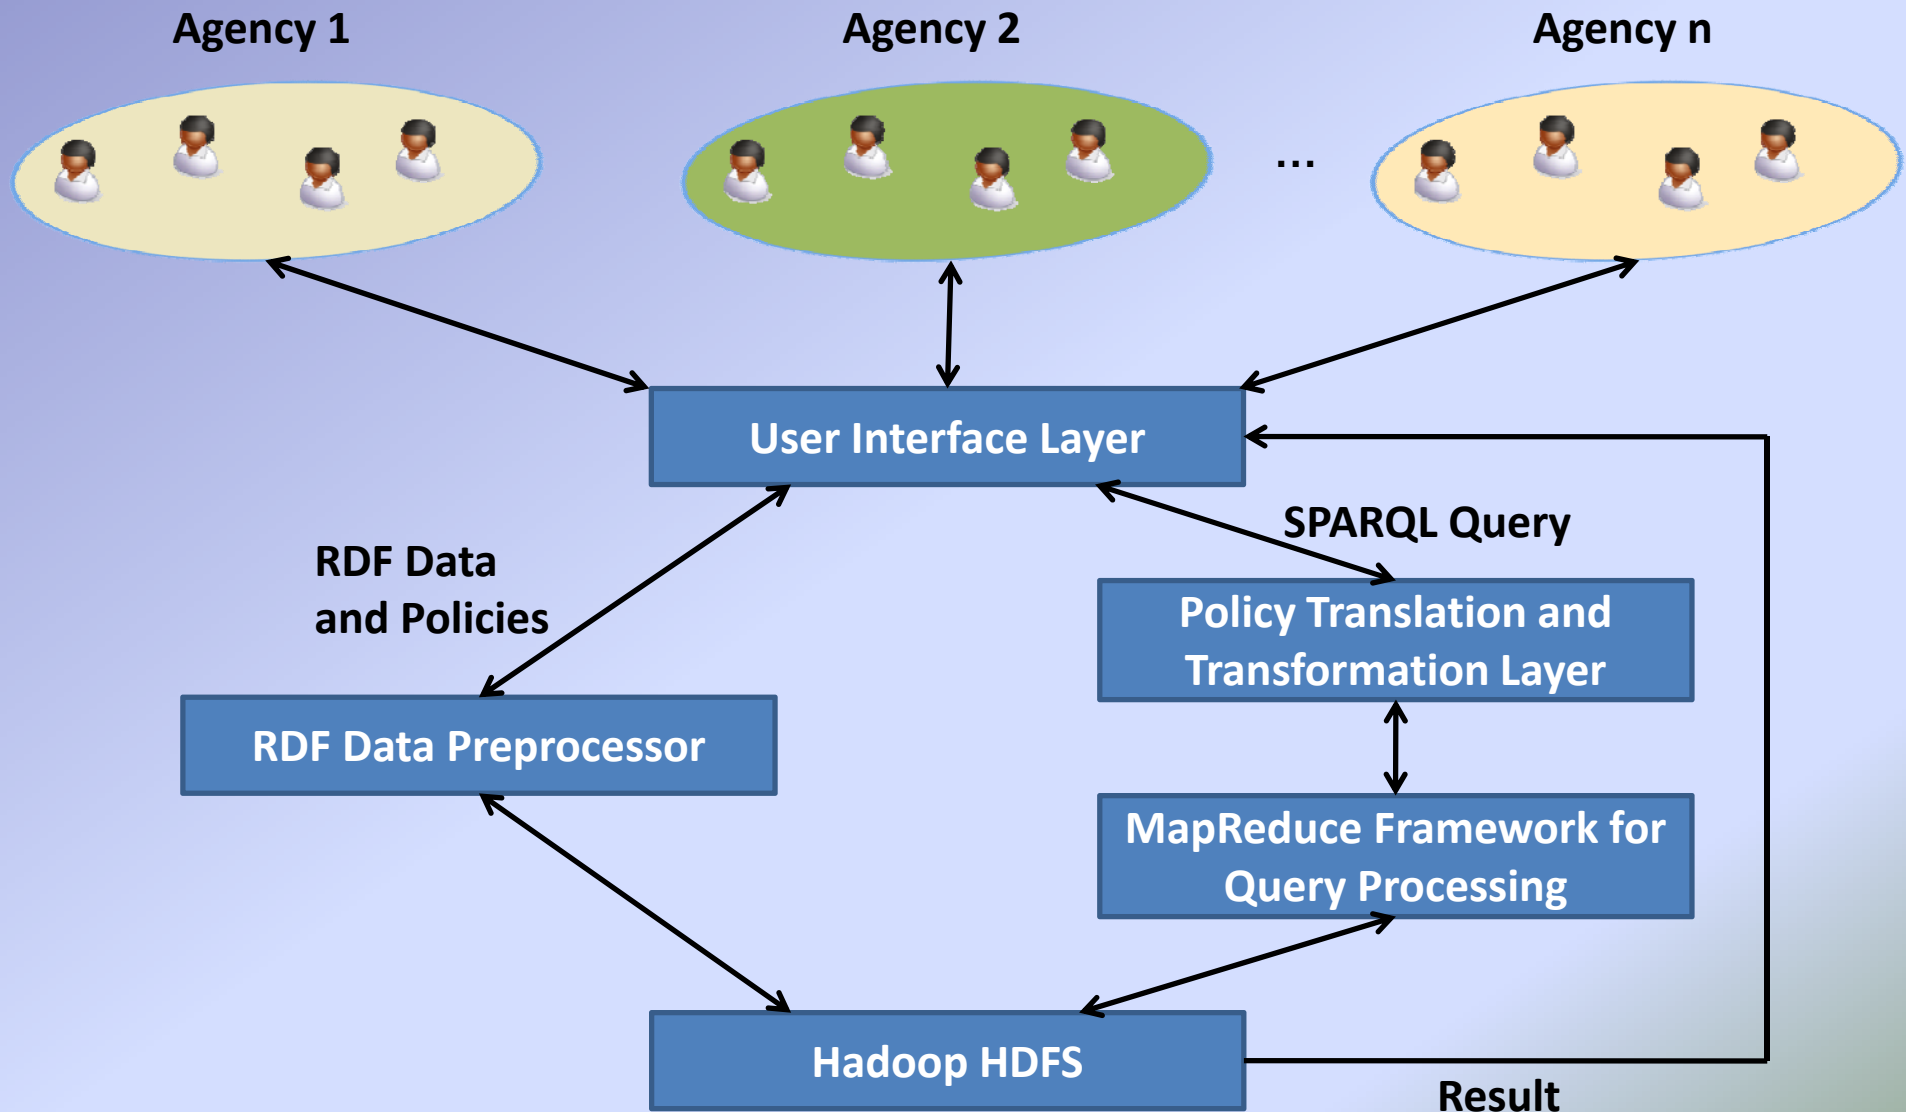 Agency 1
Agency 2
Agency n
...
User Interface Layer
SPARQL Query
RDF Data
and Policies
Policy Translation and
Transformation Layer
RDF Data Preprocessor
MapReduce Framework for
Query Processing
Hadoop HDFS
Result